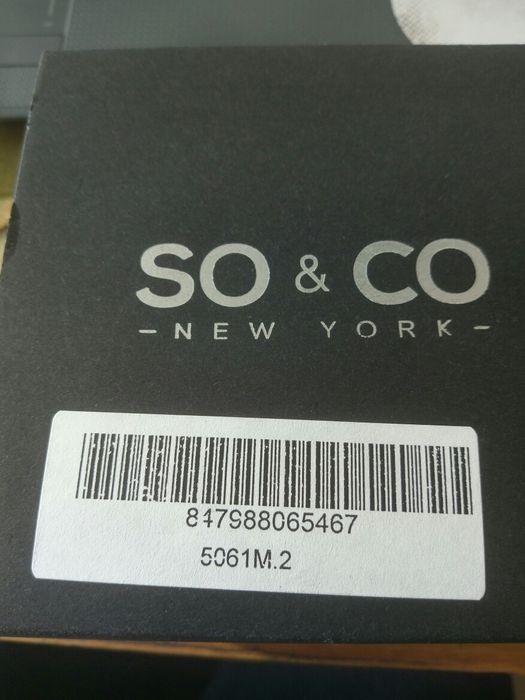 SO & CO
- NEW YORK -
847988065467
5061M.2